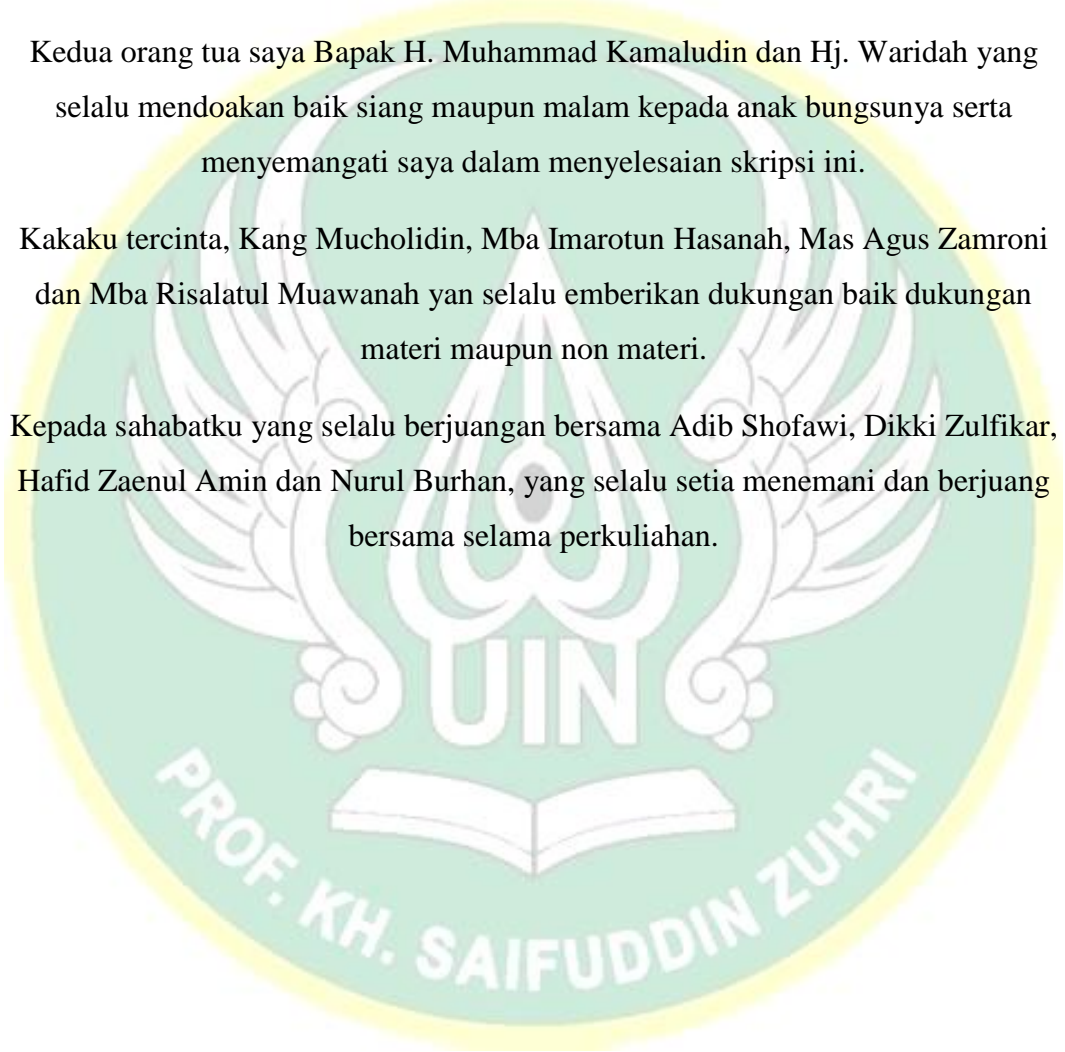 Kedua orang tua saya Bapak H. Muhammad Kamaludin dan Hj. Waridah yang
selalu mendoakan baik siang maupun malam kepada anak bungsunya serta
menyemangati saya dalam menyelesaian skripsi ini.
Kakaku tercinta, Kang Mucholidin, Mba Imarotun Hasanah, Mas Agus Zamroni
dan Mba Risalatul Muawanah yan selalu emberikan dukungan baik dukungan
materi maupun non materi.
Kepada sahabatku yang selalu berjuangan bersama Adib Shofawi, Dikki Zulfikar,
Hafid Zaenul Amin dan Nurul Burhan, yang selalu setia menemani dan berjuang
bersama selama perkuliahan.
UIN
PROF. KH. SAIFUDDIN ZUHRI